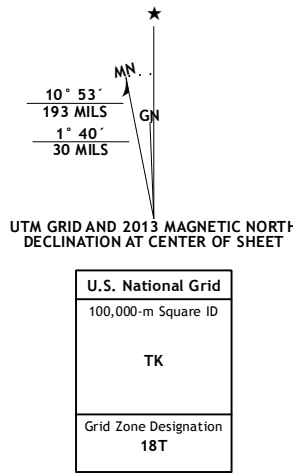 MN
GN
10° 53´
193 MILS
1° 40´
30 MILS
UTM GRID AND 2013 MAGNETIC NORTH
DECLINATION AT CENTER OF SHEET
U.S. National Grid
100,000-m Square ID
TK
Grid Zone Designation
18T